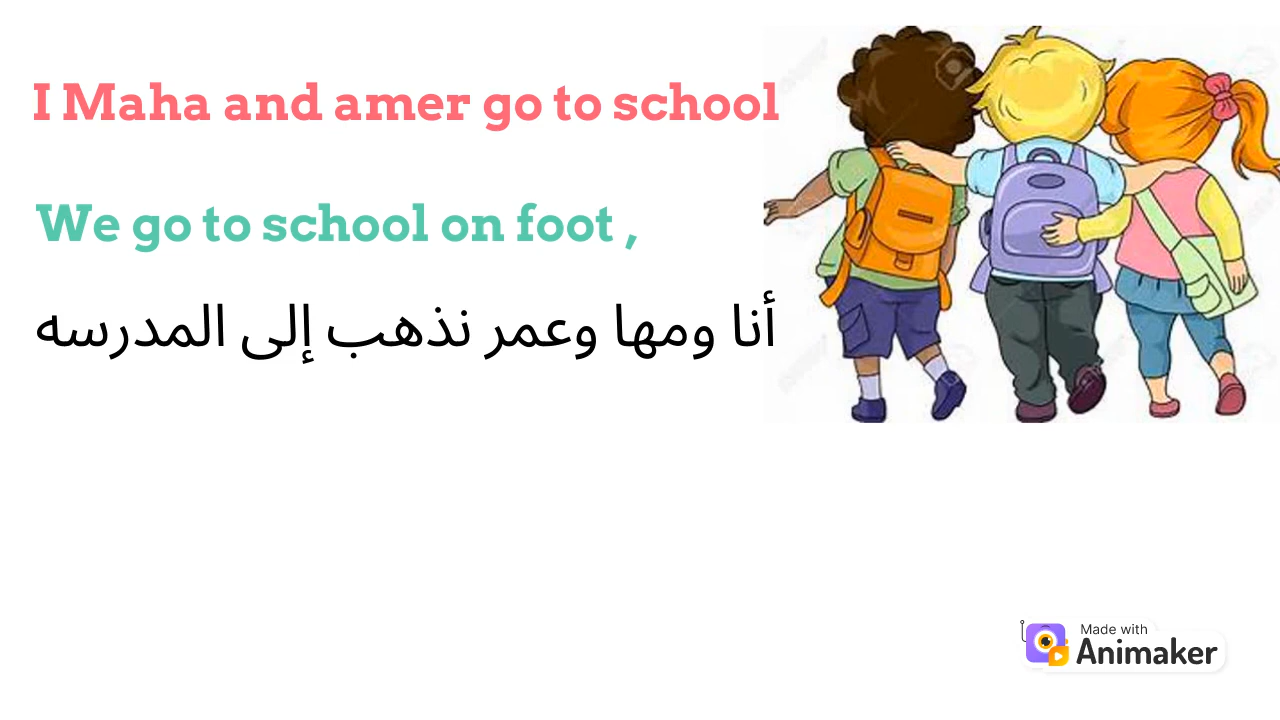 I Maha and amer go to school
We go to school on foot ,
أنا ومها وعمر نذهب إلى المدرسه
Made with
Animaker